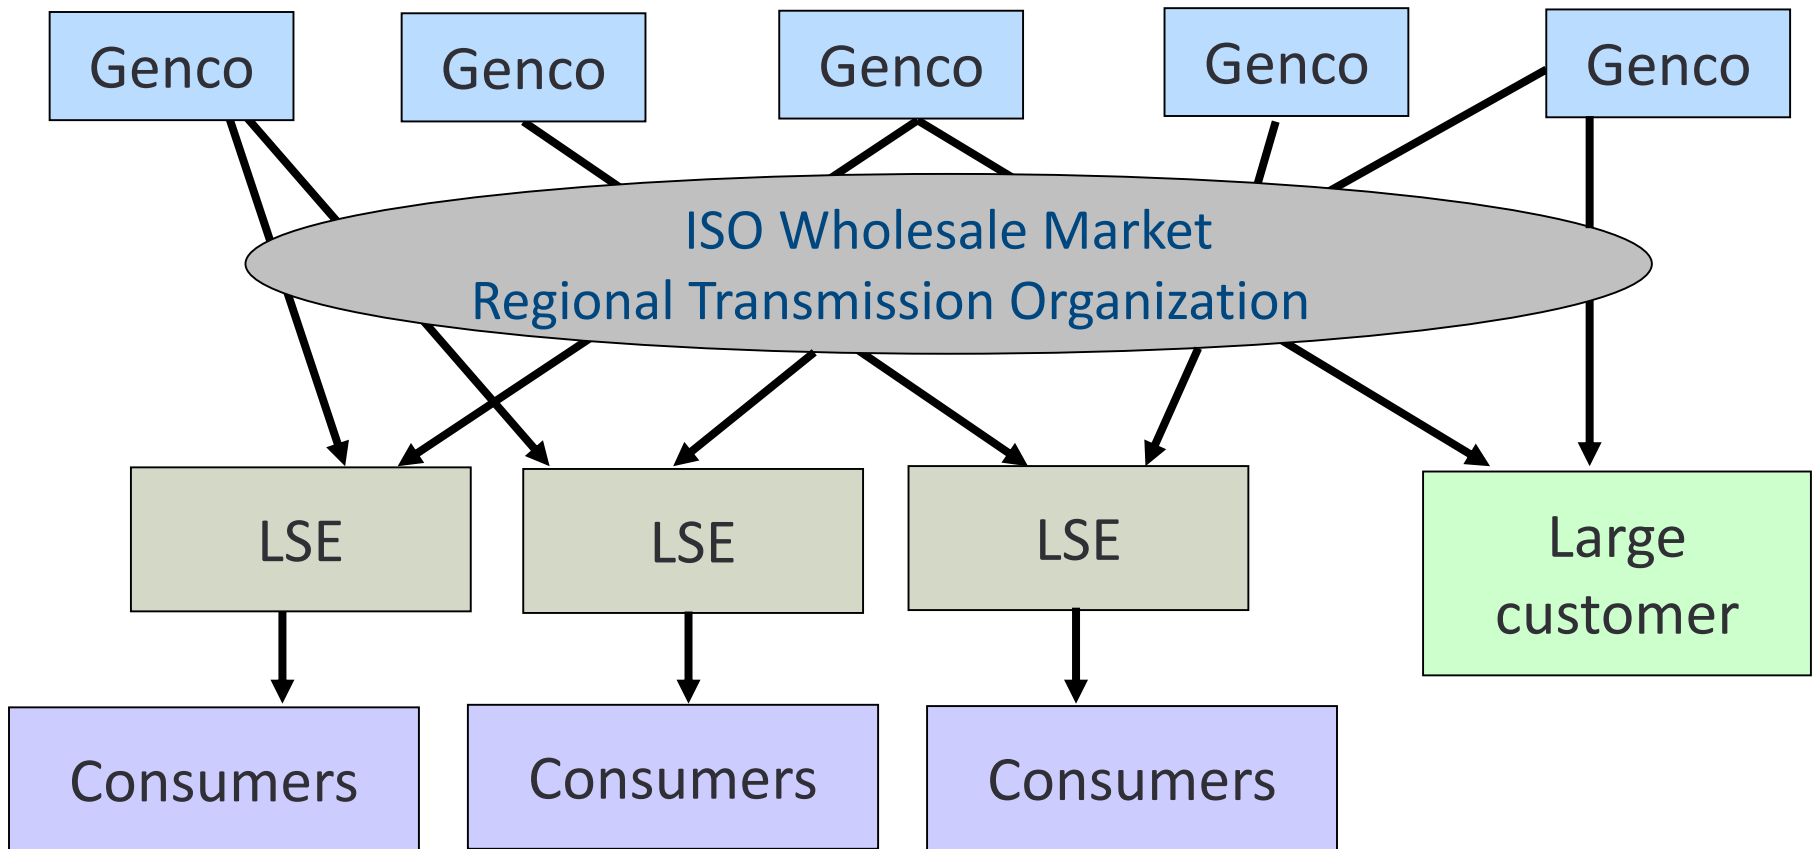 Genco
Genco
Genco
Genco
Genco
ISO Wholesale Market
Regional Transmission Organization
LSE
LSE
LSE
Large
customer
Consumers
Consumers
Consumers